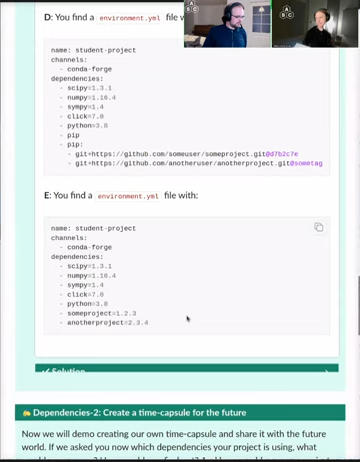 D: You find a environment.yml file
name: student-project
channels:
  - conda-forge
dependencies:
  - scipy=1.3.1
  - numpy=1.16.4
  - sympy=1.4
  - click=7.0
  - python=3.8
  - pip
  - pip:
    - git+https://github.com/someuser/someproject.git@d7b2c7e
    - git+https://github.com/anotheruser/anotherproject.git@sometag
E: You find a environment.yml file with:
name: student-project
channels:
  - conda-forge
dependencies:
  - scipy=1.3.1
  - numpy=1.16.4
  - sympy=1.4
  - click=7.0
  - python=3.8
  - someproject=1.2.3
  - anotherproject=2.3.4
✔ Solution
✍ Dependencies-2: Create a time-capsule for the future
Now we will demo creating our own time-capsule and share it with the future
world. If we asked you now which dependencies your project is using, what